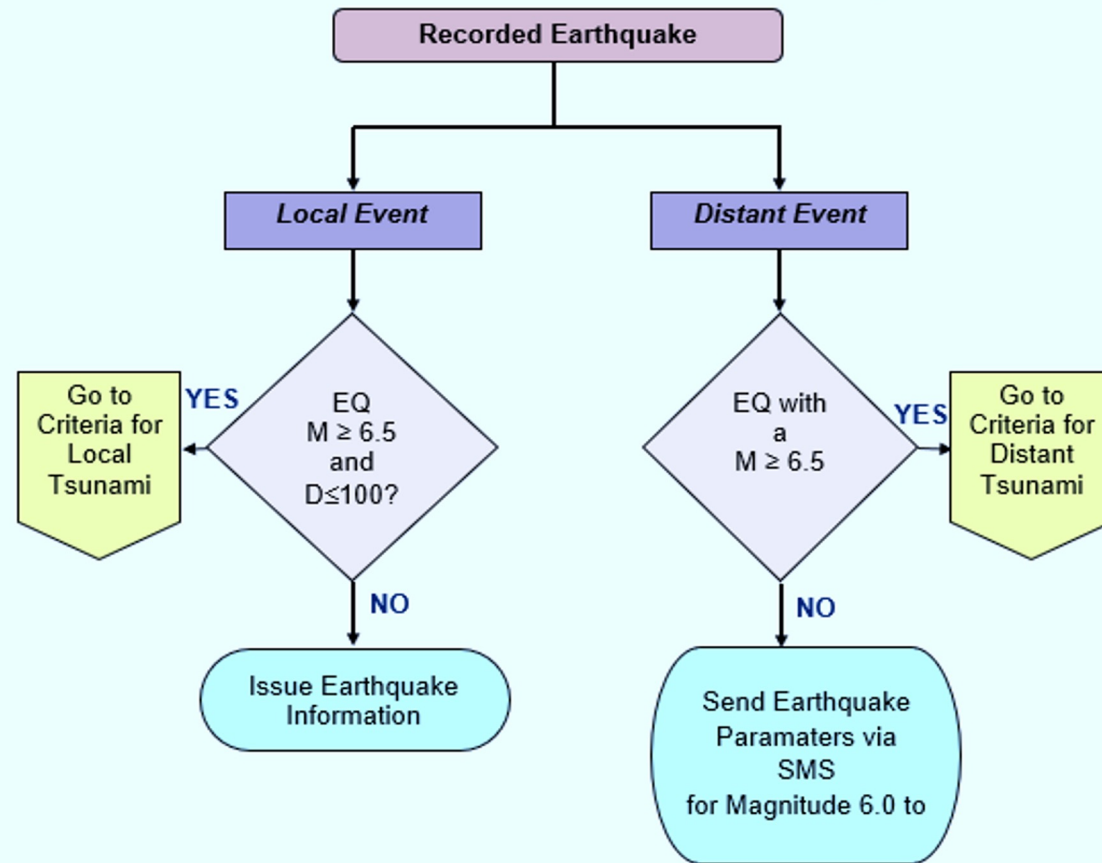 Recorded Earthquake
Local Event
Distant Event
EQ
M ≥ 6.5
and
D≤100?
EQ with
a
M ≥ 6.5
YES
Go to
Criteria for
Local
Tsunami
YES
Go to
Criteria for
Distant
Tsunami
NO
NO
Issue Earthquake
Information
Send Earthquake
Paramaters via
SMS
for Magnitude 6.0 to